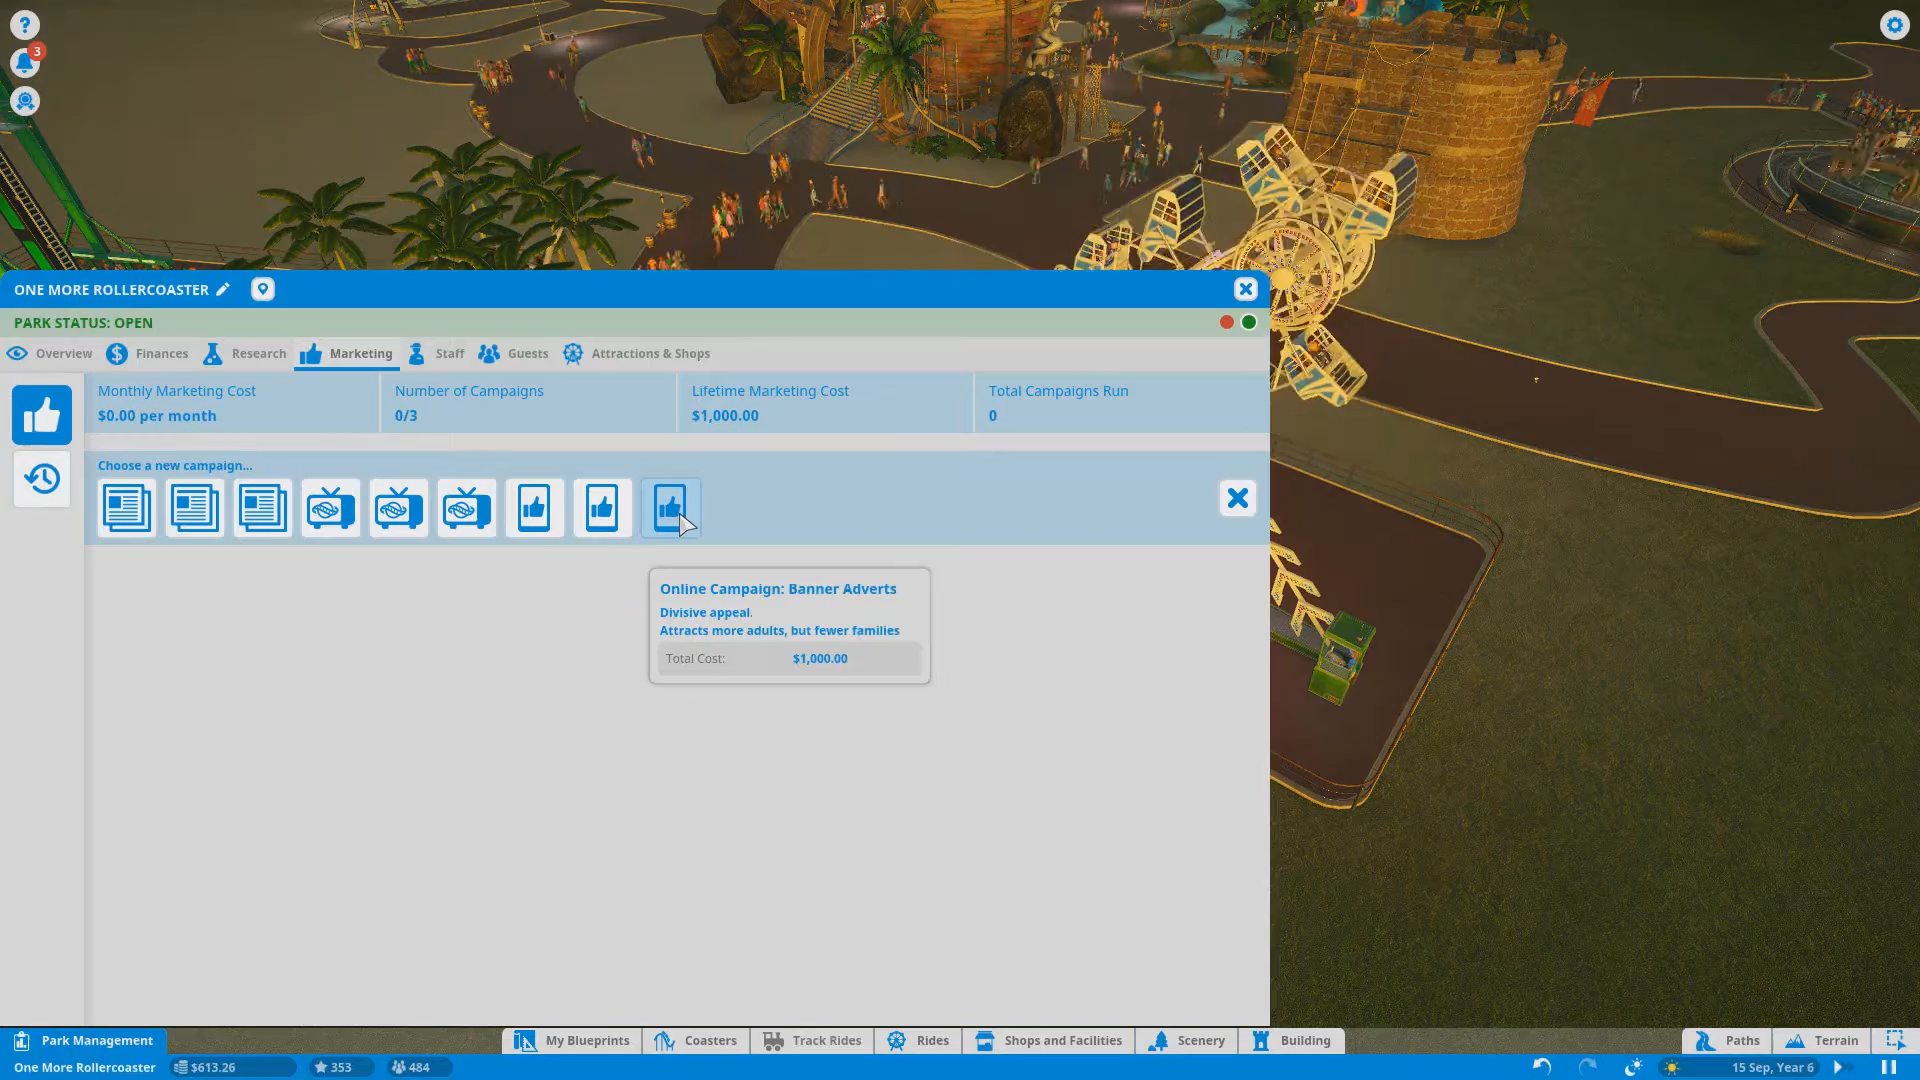 ?
3
ONE MORE ROLLERCOASTER
PARK STATUS: OPEN
Overview
Finances
Research
Marketing
Staff
Guests
Attractions & Shops
Monthly Marketing Cost
$0.00 per month
Number of Campaigns
0/3
Lifetime Marketing Cost
$1,000.00
Total Campaigns Run
0
Choose a new campaign...
Online Campaign: Banner Adverts
Divisive appeal.
Attracts more adults, but fewer families
Total Cost: $1,000.00
Park Management
My Blueprints
Coasters
Track Rides
Rides
Shops and Facilities
Scenery
Building
Paths
Terrain
One More Rollercoaster
$613.26
353
484
15 Sep, Year 6